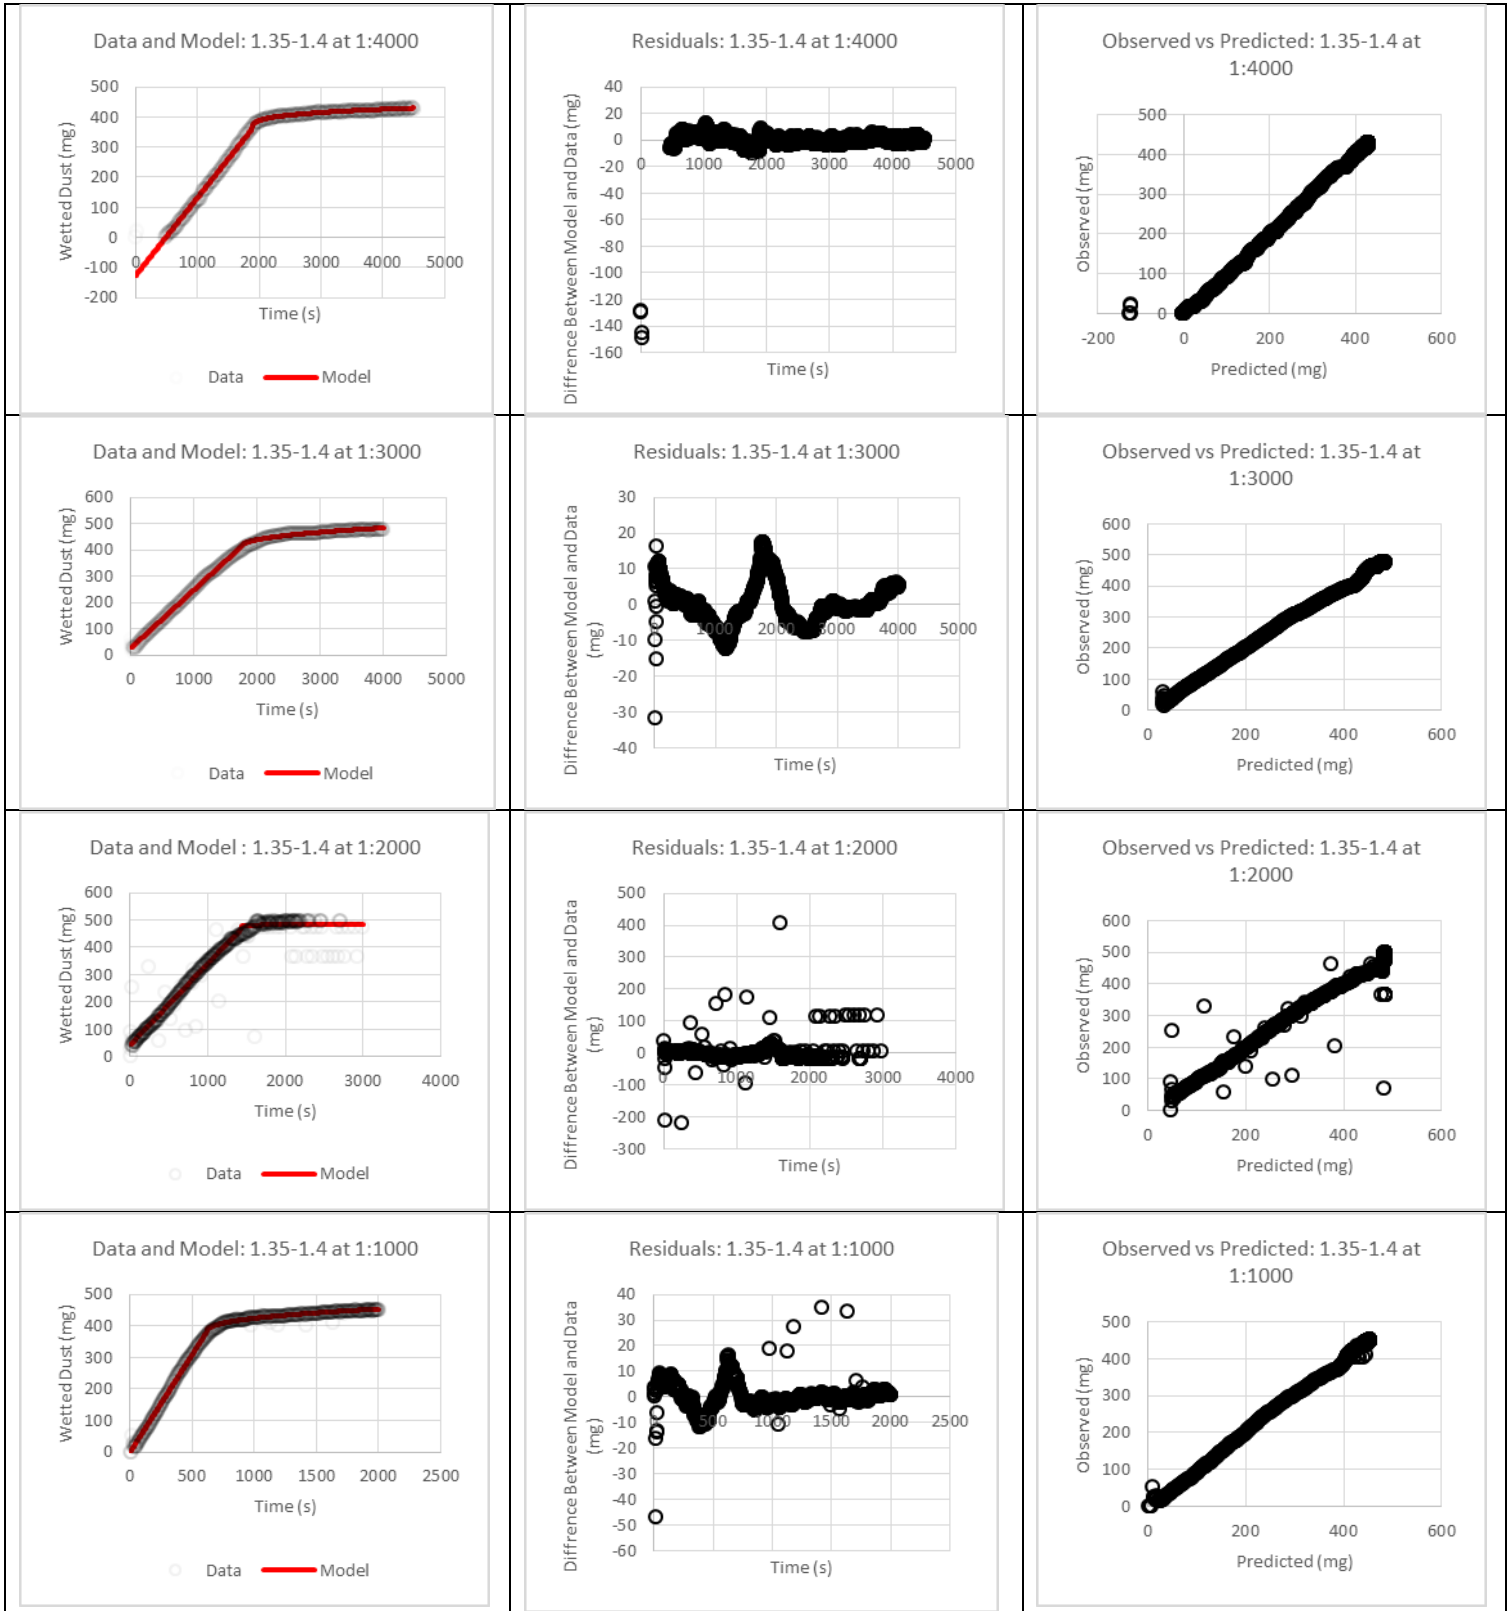 Data and Model: 1.35-1.4 at 1:4000
Wetted Dust (mg)
500
400
300
200
100
0
-100
-200
0 1000 2000 3000 4000 5000
Time (s)
Data Model
Residuals: 1.35-1.4 at 1:4000
Diffrence Between Model and Data (mg)
40
20
0
-20
-40
-60
-80
-100
-120
-140
-160
0 1000 2000 3000 4000 5000
Time (s)
Observed vs Predicted: 1.35-1.4 at
1:4000
Observed (mg)
500
400
300
200
100
0
-200 0 200 400 600
Predicted (mg)
Data and Model: 1.35-1.4 at 1:3000
Wetted Dust (mg)
600
500
400
300
200
100
0
0 1000 2000 3000 4000 5000
Time (s)
Data Model
Residuals: 1.35-1.4 at 1:3000
Diffrence Between Model and Data
(mg)
30
20
10
0
-10
-20
-30
-40
1000 2000 3000 4000 5000
Time (s)
Observed vs Predicted: 1.35-1.4 at
1:3000
Observed (mg)
600
500
400
300
200
100
0
0 200 400 600
Predicted (mg)
Data and Model : 1.35-1.4 at 1:2000
Wetted Dust (mg)
600
500
400
300
200
100
0
0 1000 2000 3000 4000
Time (s)
Data Model
Residuals: 1.35-1.4 at 1:2000
Diffrence Between Model and Data
(mg)
500
400
300
200
100
0
-100
-200
-300
0 1000 2000 3000 4000
Time (s)
Observed vs Predicted: 1.35-1.4 at
1:2000
Observed (mg)
600
500
400
300
200
100
0
0 200 400 600
Predicted (mg)
Data and Model: 1.35-1.4 at 1:1000
Wetted Dust (mg)
500
400
300
200
100
0
0 500 1000 1500 2000 2500
Time (s)
Data Model
Residuals: 1.35-1.4 at 1:1000
Diffrence Between Model and Data
(mg)
40
30
20
10
0
-10
-20
-30
-40
-50
-60
0 500 1000 1500 2000 2500
Time (s)
Observed vs Predicted: 1.35-1.4 at
1:1000
Observed (mg)
500
400
300
200
100
0
0 200 400 600
Predicted (mg)